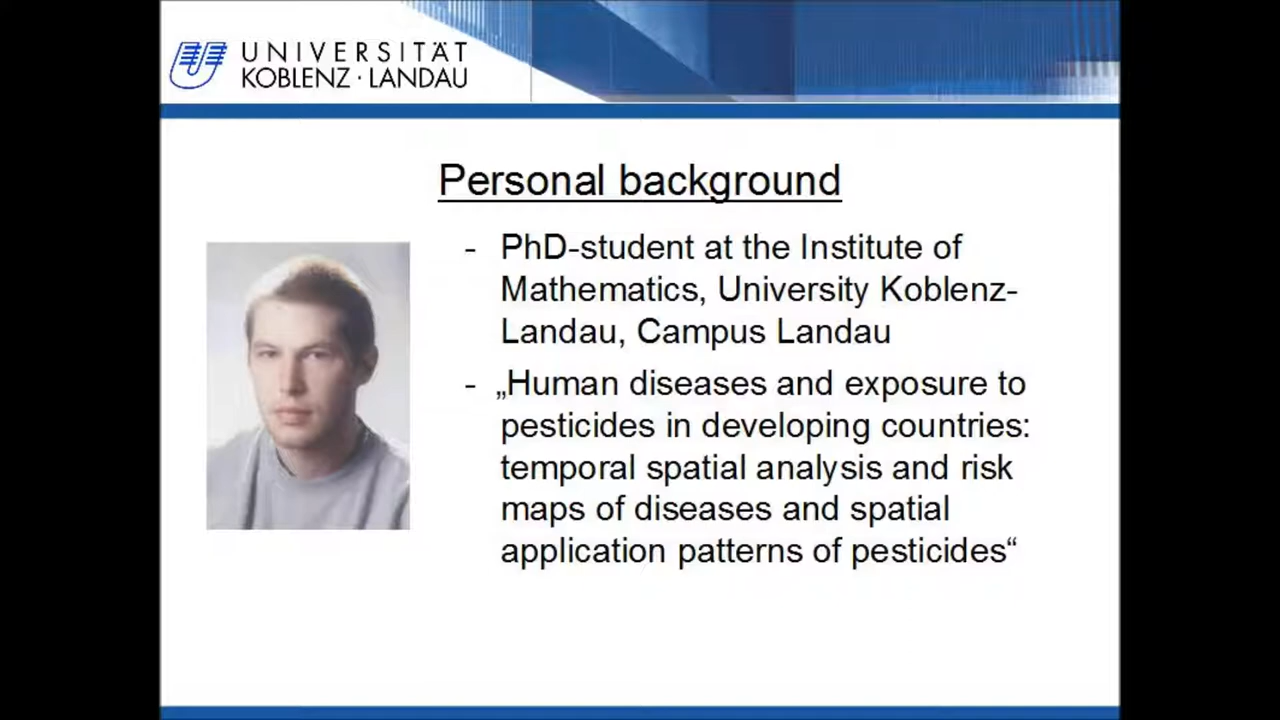 UNIVERSITÄT
KOBLENZ · LANDAU
Personal background
- PhD-student at the Institute of
Mathematics, University Koblenz-
Landau, Campus Landau
- „Human diseases and exposure to
pesticides in developing countries:
temporal spatial analysis and risk
maps of diseases and spatial
application patterns of pesticides“